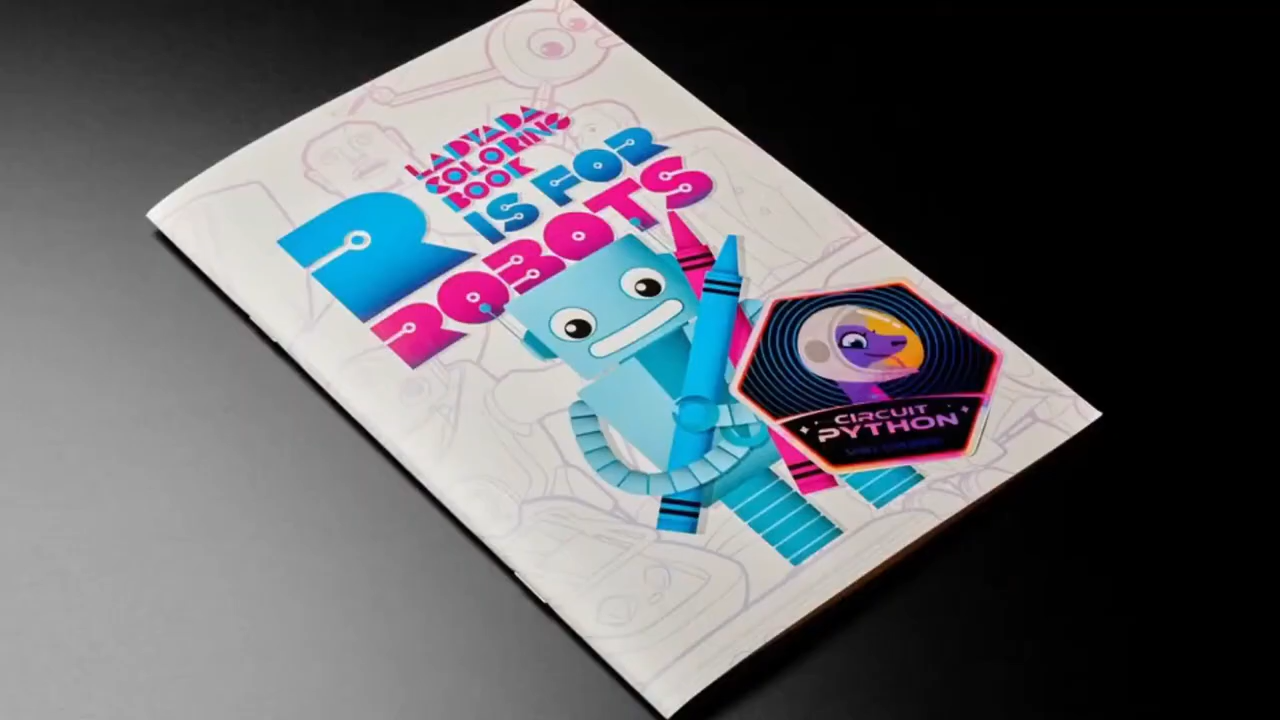 LADYADA
COLORING
BOOK
R IS FOR
ROBOTS
CIRCUIT
PYTHON